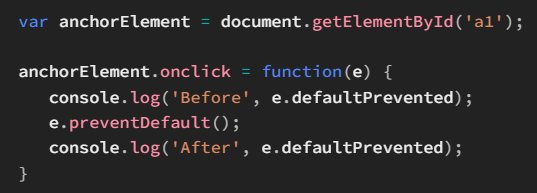 var anchorElement = document.getElementById('a1');
anchorElement.onclick = function(e) {
console.log('Before', e.defaultPrevented);
e.preventDefault();
console.log('After', e.defaultPrevented);
}